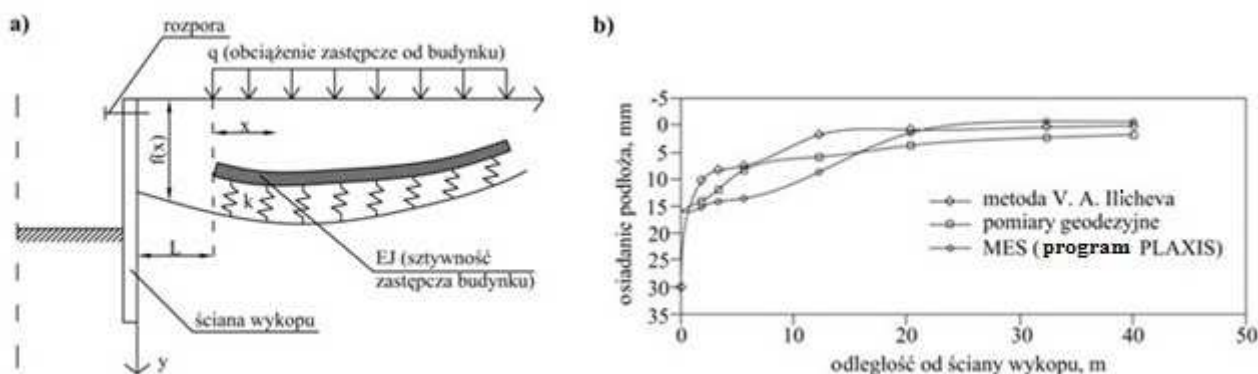 a)
rozpora
q (obciążenie zastępcze od budynku)
x
f(x)
k
L
EJ (sztywność
zastępcza budynku)
ściana wykopu
y
b)
osiadanie podłoża, mm
-5
0
5
10
15
20
25
30
35
0
10
20
30
40
50
odległość od ściany wykopu, m
metoda V. A. Ilicheva
pomiary geodezyjne
MES (program PLAXIS)